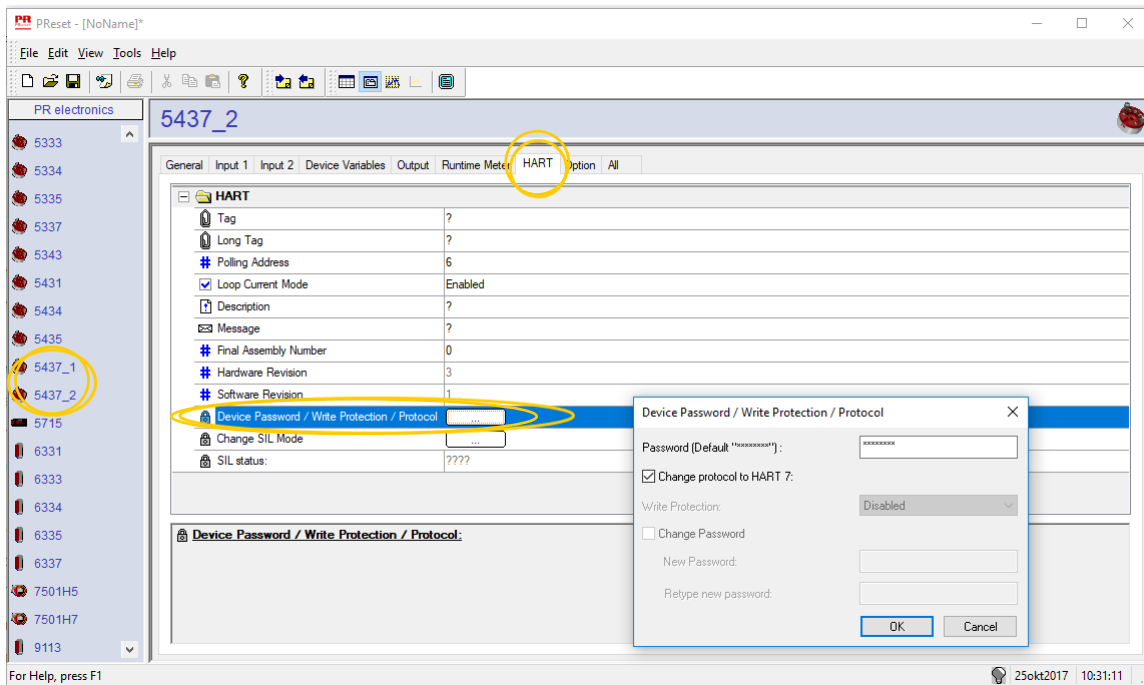 PR PReset - [NoName]*
File Edit View Tools Help
PR electronics
5333
5334
5335
5337
5343
5431
5434
5435
5437_1
5437_2
5715
6331
6333
6334
6335
6337
7501H5
7501H7
9113
5437_2
General Input 1 Input 2 Device Variables Output Runtime Meter HART Option All
HART
Tag ?
Long Tag ?
# Polling Address 6
Loop Current Mode Enabled
Description ?
Message ?
# Final Assembly Number 0
# Hardware Revision 3
# Software Revision 1
Device Password / Write Protection / Protocol ...
Change SIL Mode ...
SIL status: ????
Device Password / Write Protection / Protocol:
Device Password / Write Protection / Protocol
Password (Default "********") : ********
Change protocol to HART 7:
Write Protection: Disabled
Change Password
New Password:
Retype new password:
OK Cancel
For Help, press F1 25okt2017 10:31:11